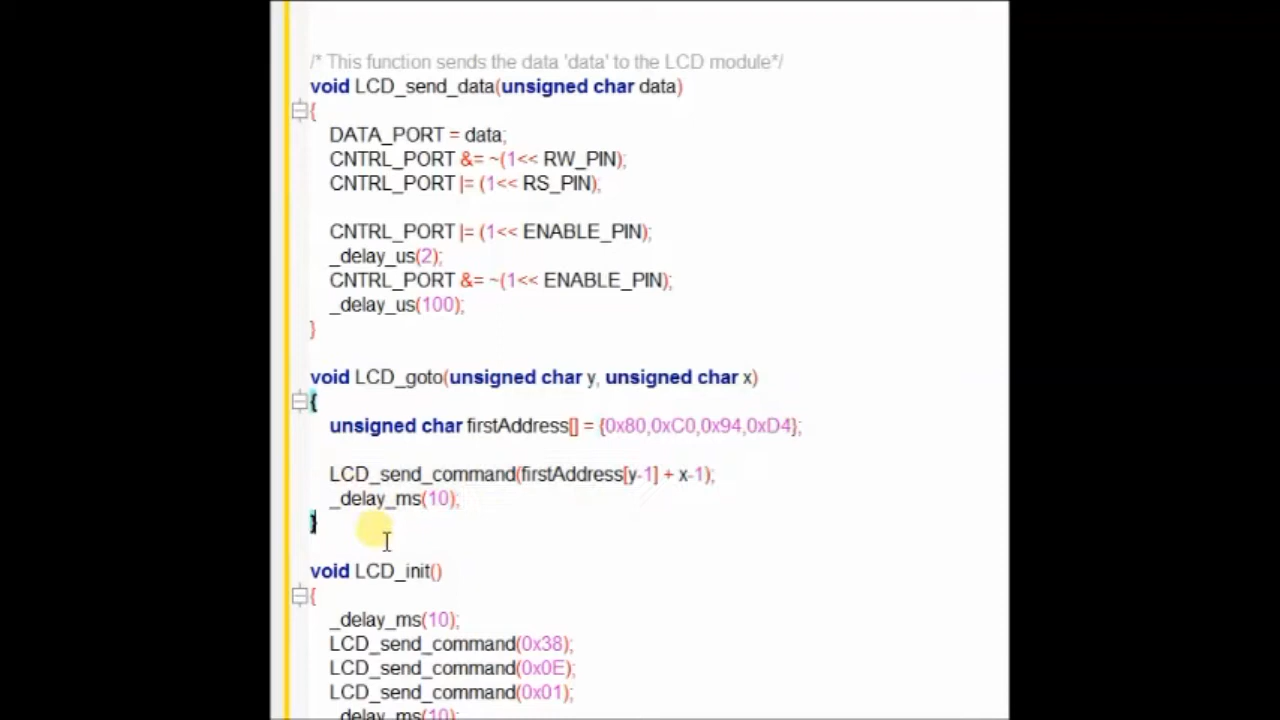 /* This function sends the data 'data' to the LCD module*/
void LCD_send_data(unsigned char data)
{
DATA_PORT = data;
CNTRL_PORT &= ~(1<< RW_PIN);
CNTRL_PORT |= (1<< RS_PIN);
CNTRL_PORT |= (1<< ENABLE_PIN);
_delay_us(2);
CNTRL_PORT &= ~(1<< ENABLE_PIN);
_delay_us(100);
}
void LCD_goto(unsigned char y, unsigned char x)
{
unsigned char firstAddress[] = {0x80,0xC0,0x94,0xD4};
LCD_send_command(firstAddress[y-1] + x-1);
_delay_ms(10);
}
void LCD_init()
{
_delay_ms(10);
LCD_send_command(0x38);
LCD_send_command(0x0E);
LCD_send_command(0x01);
_delay_ms(10);